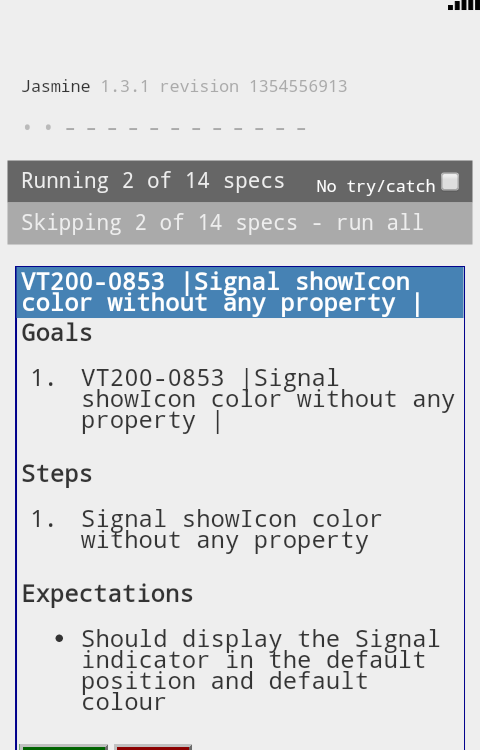 Jasmine 1.3.1 revision 1354556913
• • - - - - - - - - - - - -
Running 2 of 14 specs No try/catch
Skipping 2 of 14 specs - run all
VT200-0853 |Signal showIcon
color without any property |
Goals
1. VT200-0853 |Signal
showIcon color without any
property |
Steps
1. Signal showIcon color
without any property
Expectations
• Should display the Signal
indicator in the default
position and default
colour